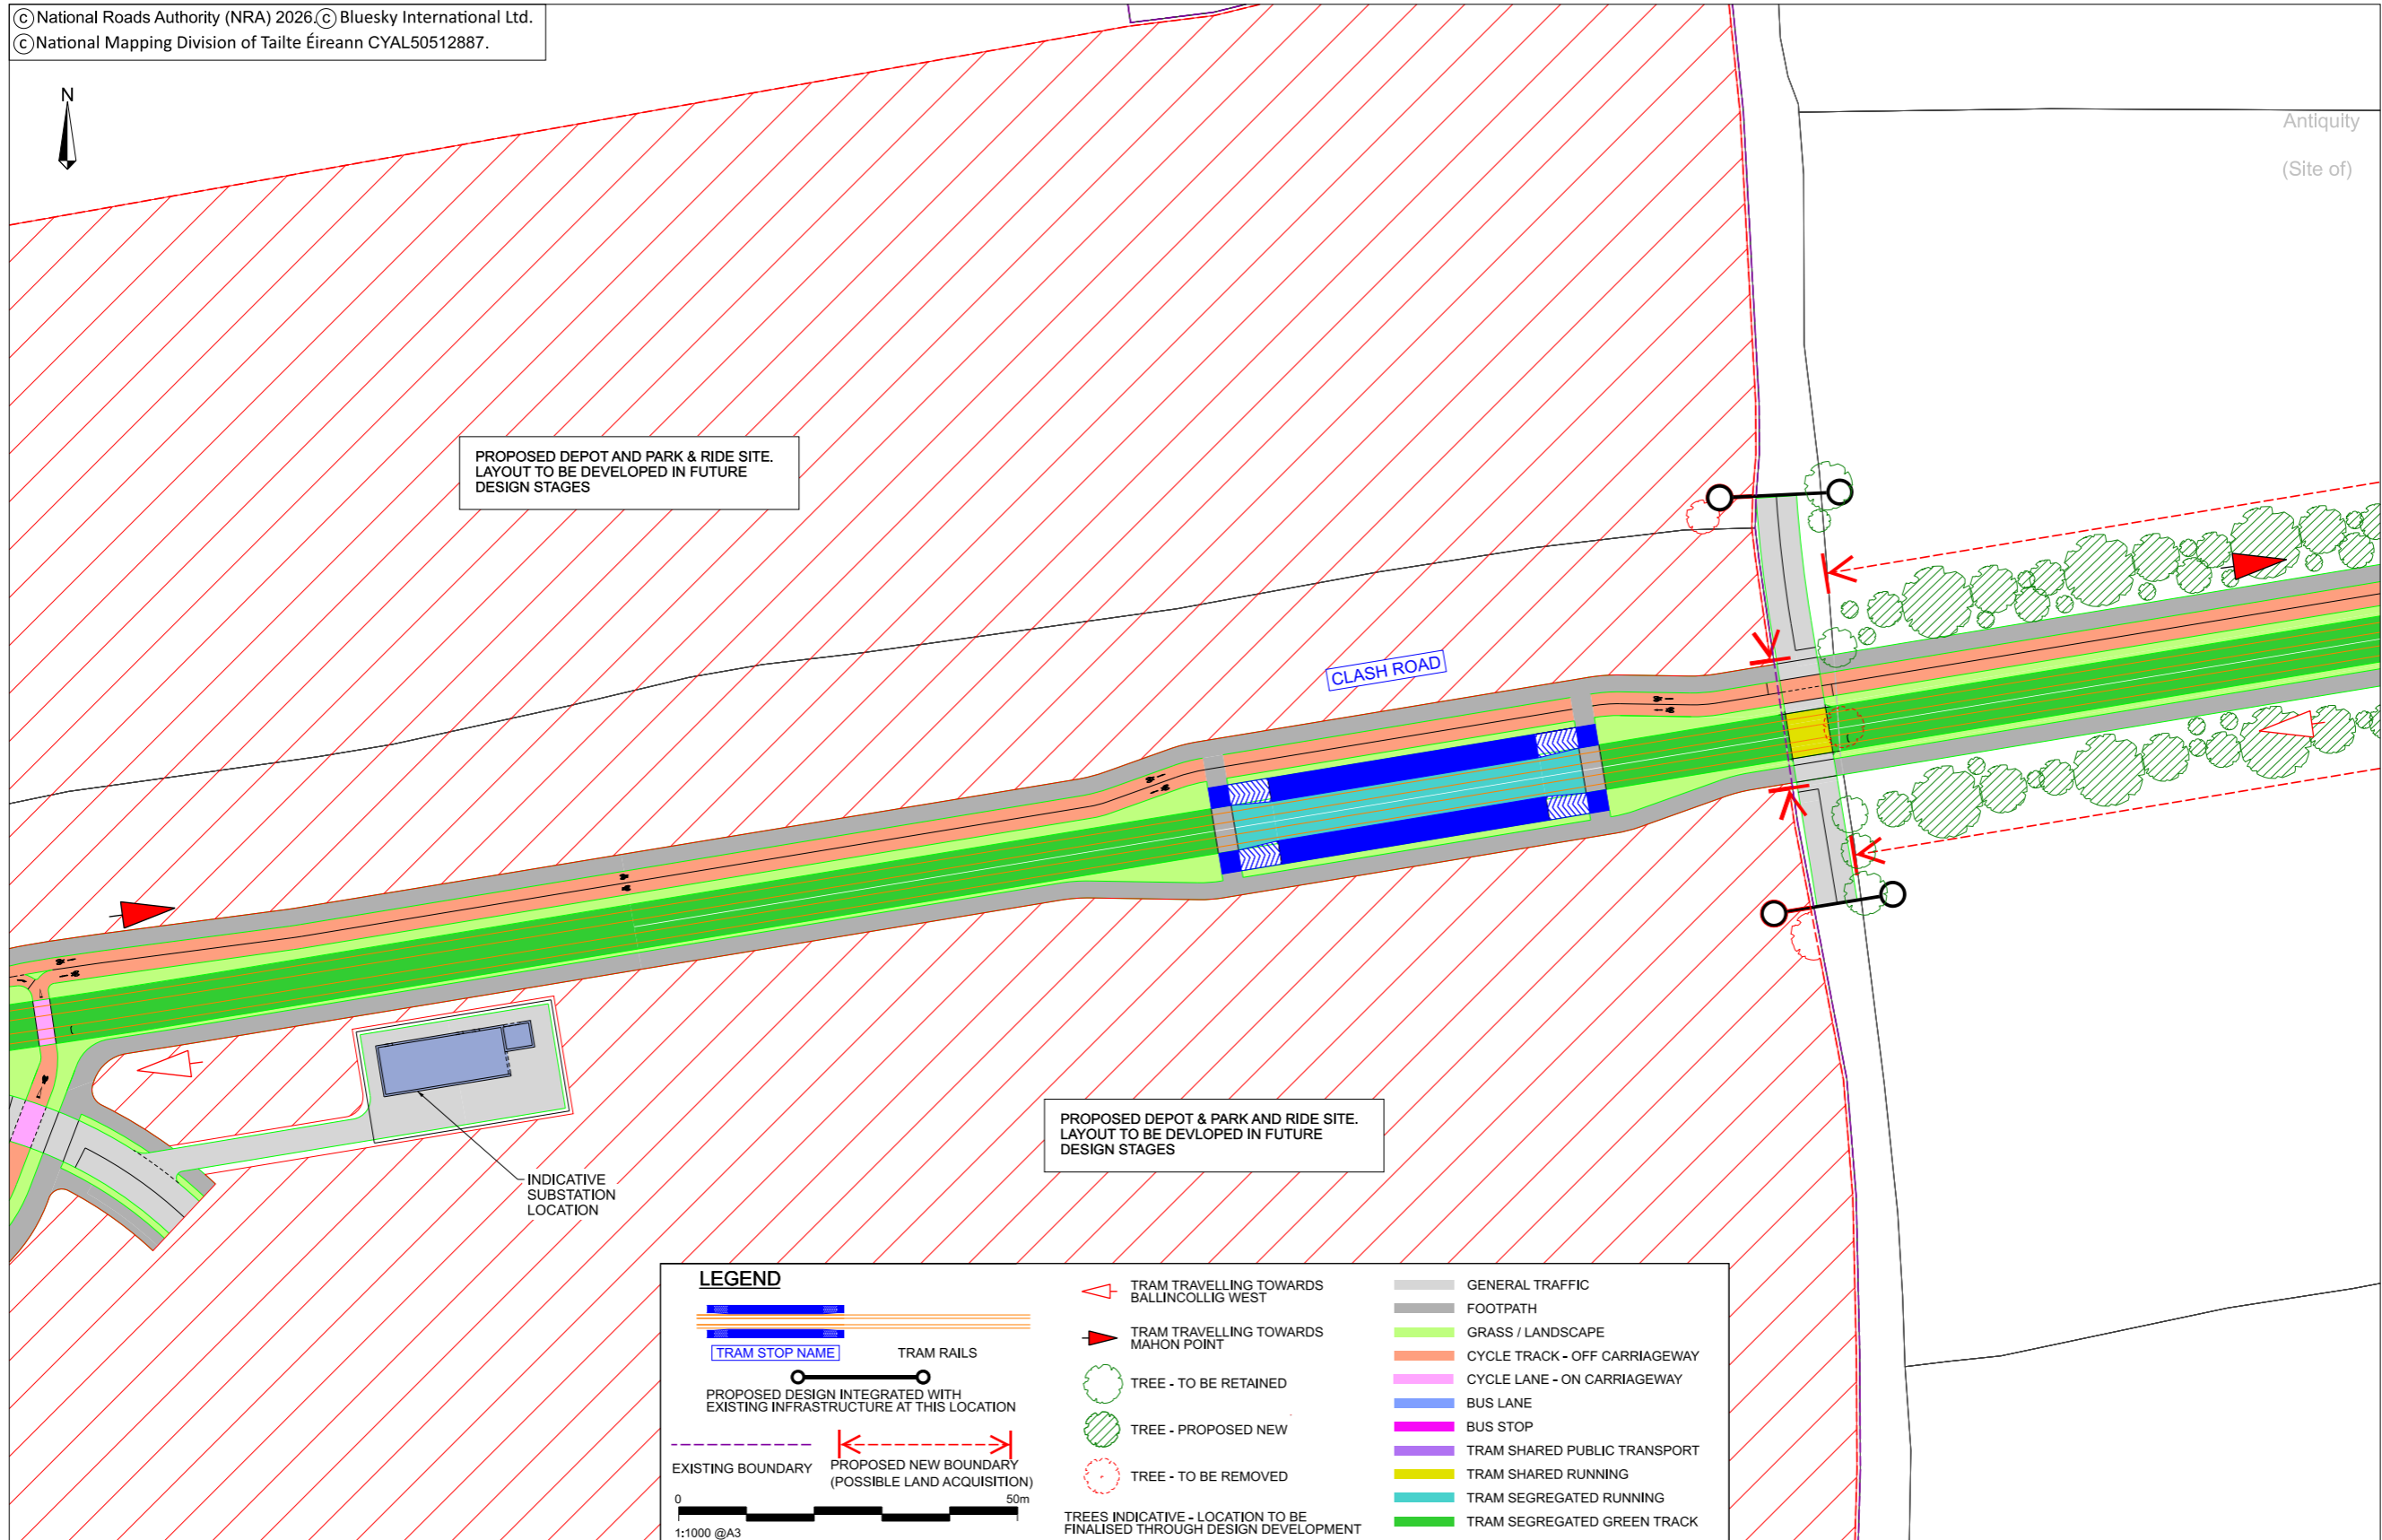 ©National Roads Authority (NRA) 2026.© Bluesky International Ltd.
©National Mapping Division of Tailte Éireann CYAL50512887.
N
Antiquity
(Site of)
PROPOSED DEPOT AND PARK & RIDE SITE.
LAYOUT TO BE DEVELOPED IN FUTURE
DESIGN STAGES
CLASH ROAD
PROPOSED DEPOT & PARK AND RIDE SITE.
LAYOUT TO BE DEVLOPED IN FUTURE
DESIGN STAGES
INDICATIVE
SUBSTATION
LOCATION
LEGEND
TRAM STOP NAME
TRAM RAILS
PROPOSED DESIGN INTEGRATED WITH
EXISTING INFRASTRUCTURE AT THIS LOCATION
EXISTING BOUNDARY
PROPOSED NEW BOUNDARY
(POSSIBLE LAND ACQUISITION)
0 50m
1:1000 @A3
TRAM TRAVELLING TOWARDS
BALLINCOLLIG WEST
TRAM TRAVELLING TOWARDS
MAHON POINT
TREE - TO BE RETAINED
TREE - PROPOSED NEW
TREE - TO BE REMOVED
TREES INDICATIVE - LOCATION TO BE
FINALISED THROUGH DESIGN DEVELOPMENT
GENERAL TRAFFIC
FOOTPATH
GRASS / LANDSCAPE
CYCLE TRACK - OFF CARRIAGEWAY
CYCLE LANE - ON CARRIAGEWAY
BUS LANE
BUS STOP
TRAM SHARED PUBLIC TRANSPORT
TRAM SHARED RUNNING
TRAM SEGREGATED RUNNING
TRAM SEGREGATED GREEN TRACK